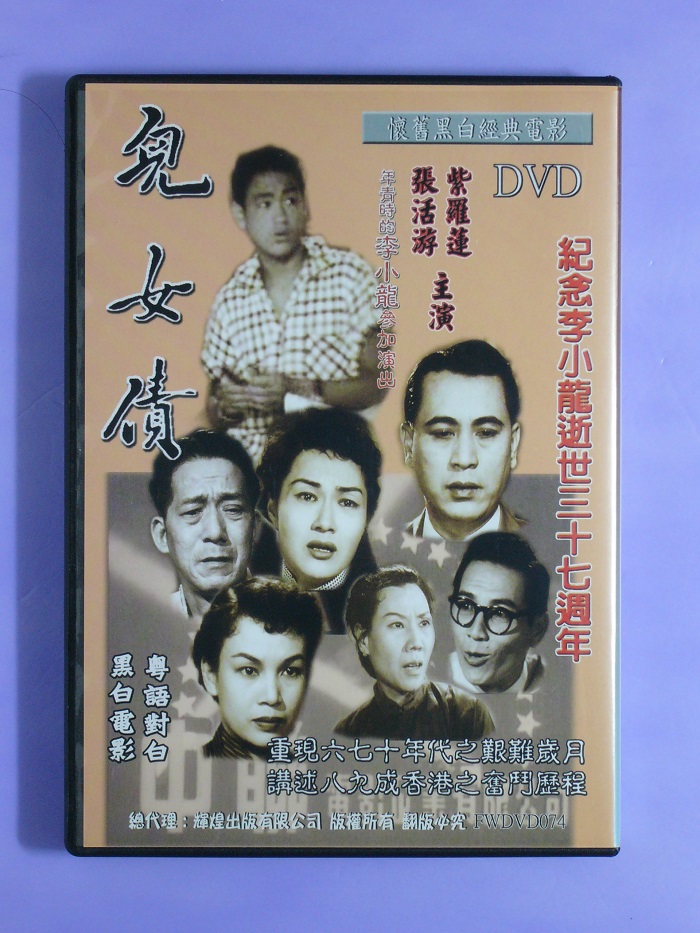 兒女債
懷舊黑白經典電影
DVD
紫羅蓮
張活游
主演
年青時的李小龍參加演出
紀念李小龍逝世三十七週年
粵語對白
黑白電影
重現六七十年代之艱難歲月
講述八九成香港之奮鬥歷程
總代理：輝煌出版有限公司 版權所有 翻版必究 FWDVD074